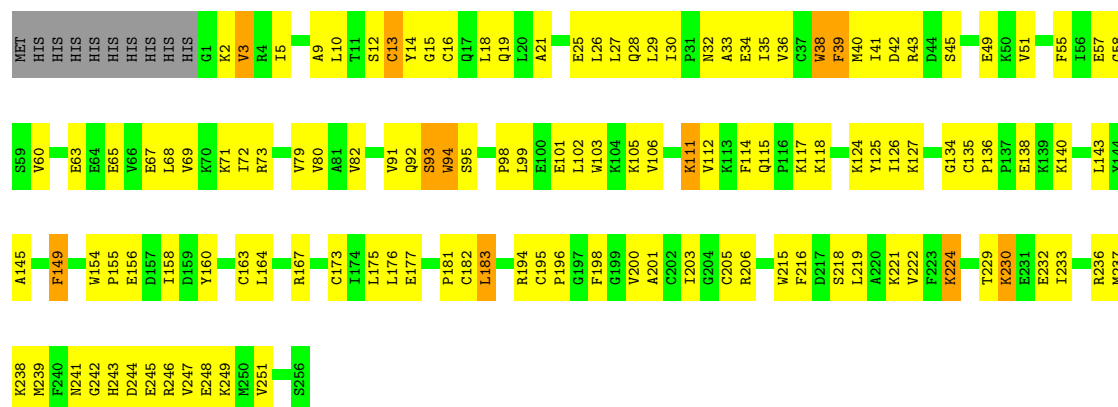 MET HIS HIS HIS HIS HIS HIS HIS HIS HIS G1 K2 V3 R4 I5 A9 L10 T11 S12 C13 Y14 G15 C16 Q17 L18 Q19 L20 A21 E25 L26 L27 Q28 L29 I30 P31 N32 A33 E34 I35 V36 C37 W38 F39 M40 I41 D42 R43 D44 S45 E49 K50 V51 F55 I56 E57
S59 V60 E63 E64 E65 V66 E67 L68 V69 K70 K71 I72 R73 V79 V80 A81 V82 V91 Q92 S93 W94 S95 P98 L99 E100 E101 L102 W103 K104 K105 V106 K111 V112 K113 F114 Q115 P116 K117 K118 K124 Y125 I126 K127 G134 C135 P136 P137 E138 K139 K140 L143
A145 F149 W154 P155 E156 D157 I158 D159 Y160 C163 L164 R167 C173 I174 L175 L176 E177 P181 C182 L183 R194 C195 P196 G197 F198 G199 V200 A201 C202 I203 G204 C205 R206 W215 F216 D217 S218 L219 A220 K221 V222 F223 K224 T229 K230 E231 E232 I233 R236
K238 M239 F240 N241 G242 H243 D244 E245 R246 V247 E248 K249 M250 V251 S256